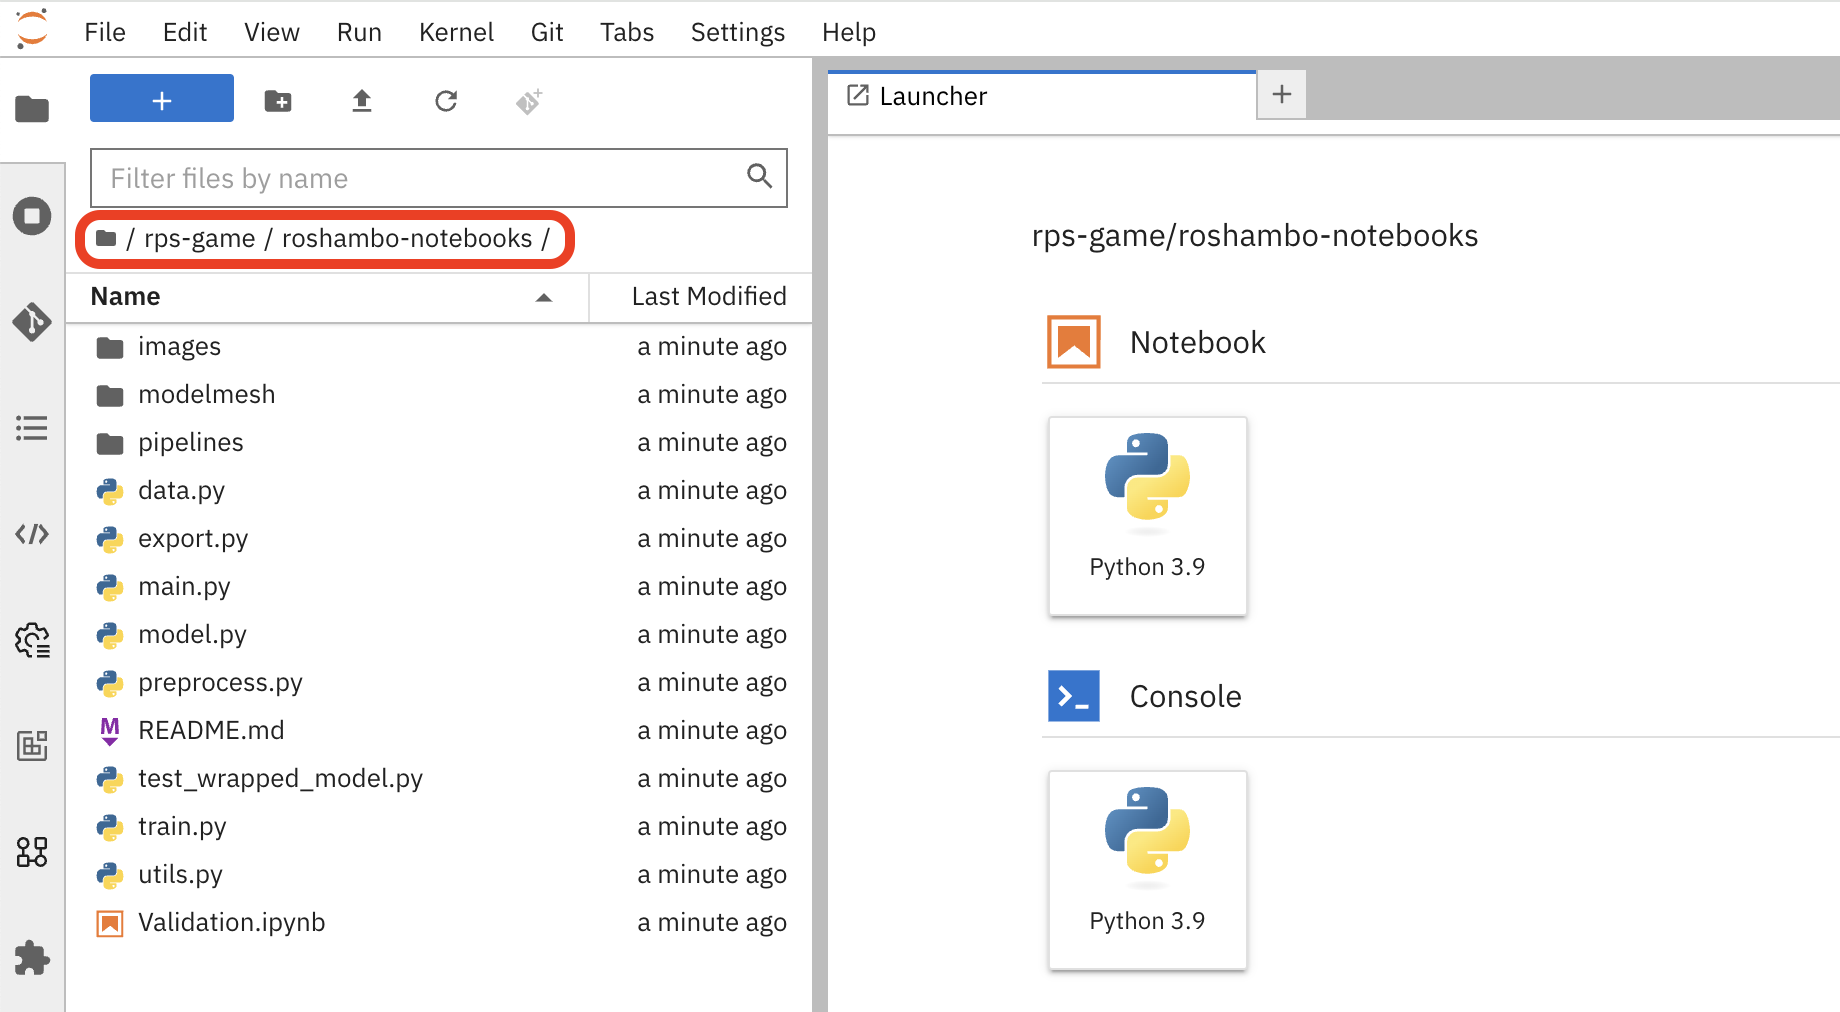 File Edit View Run Kernel Git Tabs Settings Help
+
Launcher
+
Filter files by name
/ rps-game / roshambo-notebooks /
Name Last Modified
images a minute ago
modelmesh a minute ago
pipelines a minute ago
data.py a minute ago
export.py a minute ago
main.py a minute ago
model.py a minute ago
preprocess.py a minute ago
README.md a minute ago
test_wrapped_model.py a minute ago
train.py a minute ago
utils.py a minute ago
Validation.ipynb a minute ago
rps-game/roshambo-notebooks
Notebook
Python 3.9
Console
Python 3.9